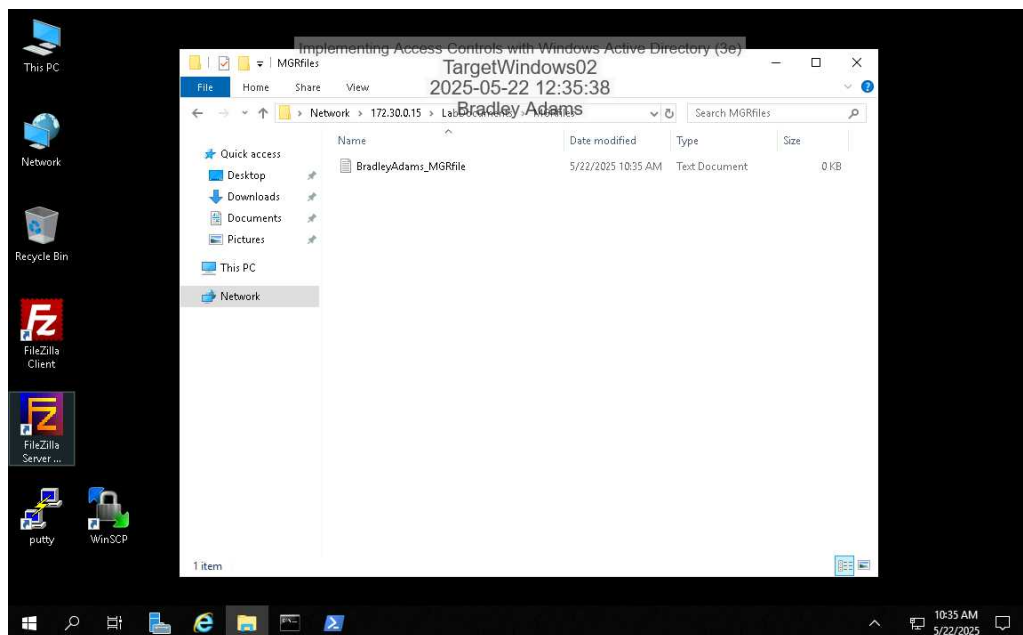 This PC
Network
Recycle Bin
FileZilla
Client
FileZilla
Server ...
putty
WinSCP
Implementing Access Controls with Windows Active Directory (3e)
TargetWindows02
2025-05-22 12:35:38
Bradley Adams
MGRfiles
File Home Share View
Network > 172.30.0.15 > LabDocuments > MGRfiles
Search MGRfiles
Name Date modified Type Size
Quick access
Desktop
Downloads
Documents
Pictures
This PC
Network
BradleyAdams_MGRfile 5/22/2025 10:35 AM Text Document 0 KB
1 item
10:35 AM
5/22/2025